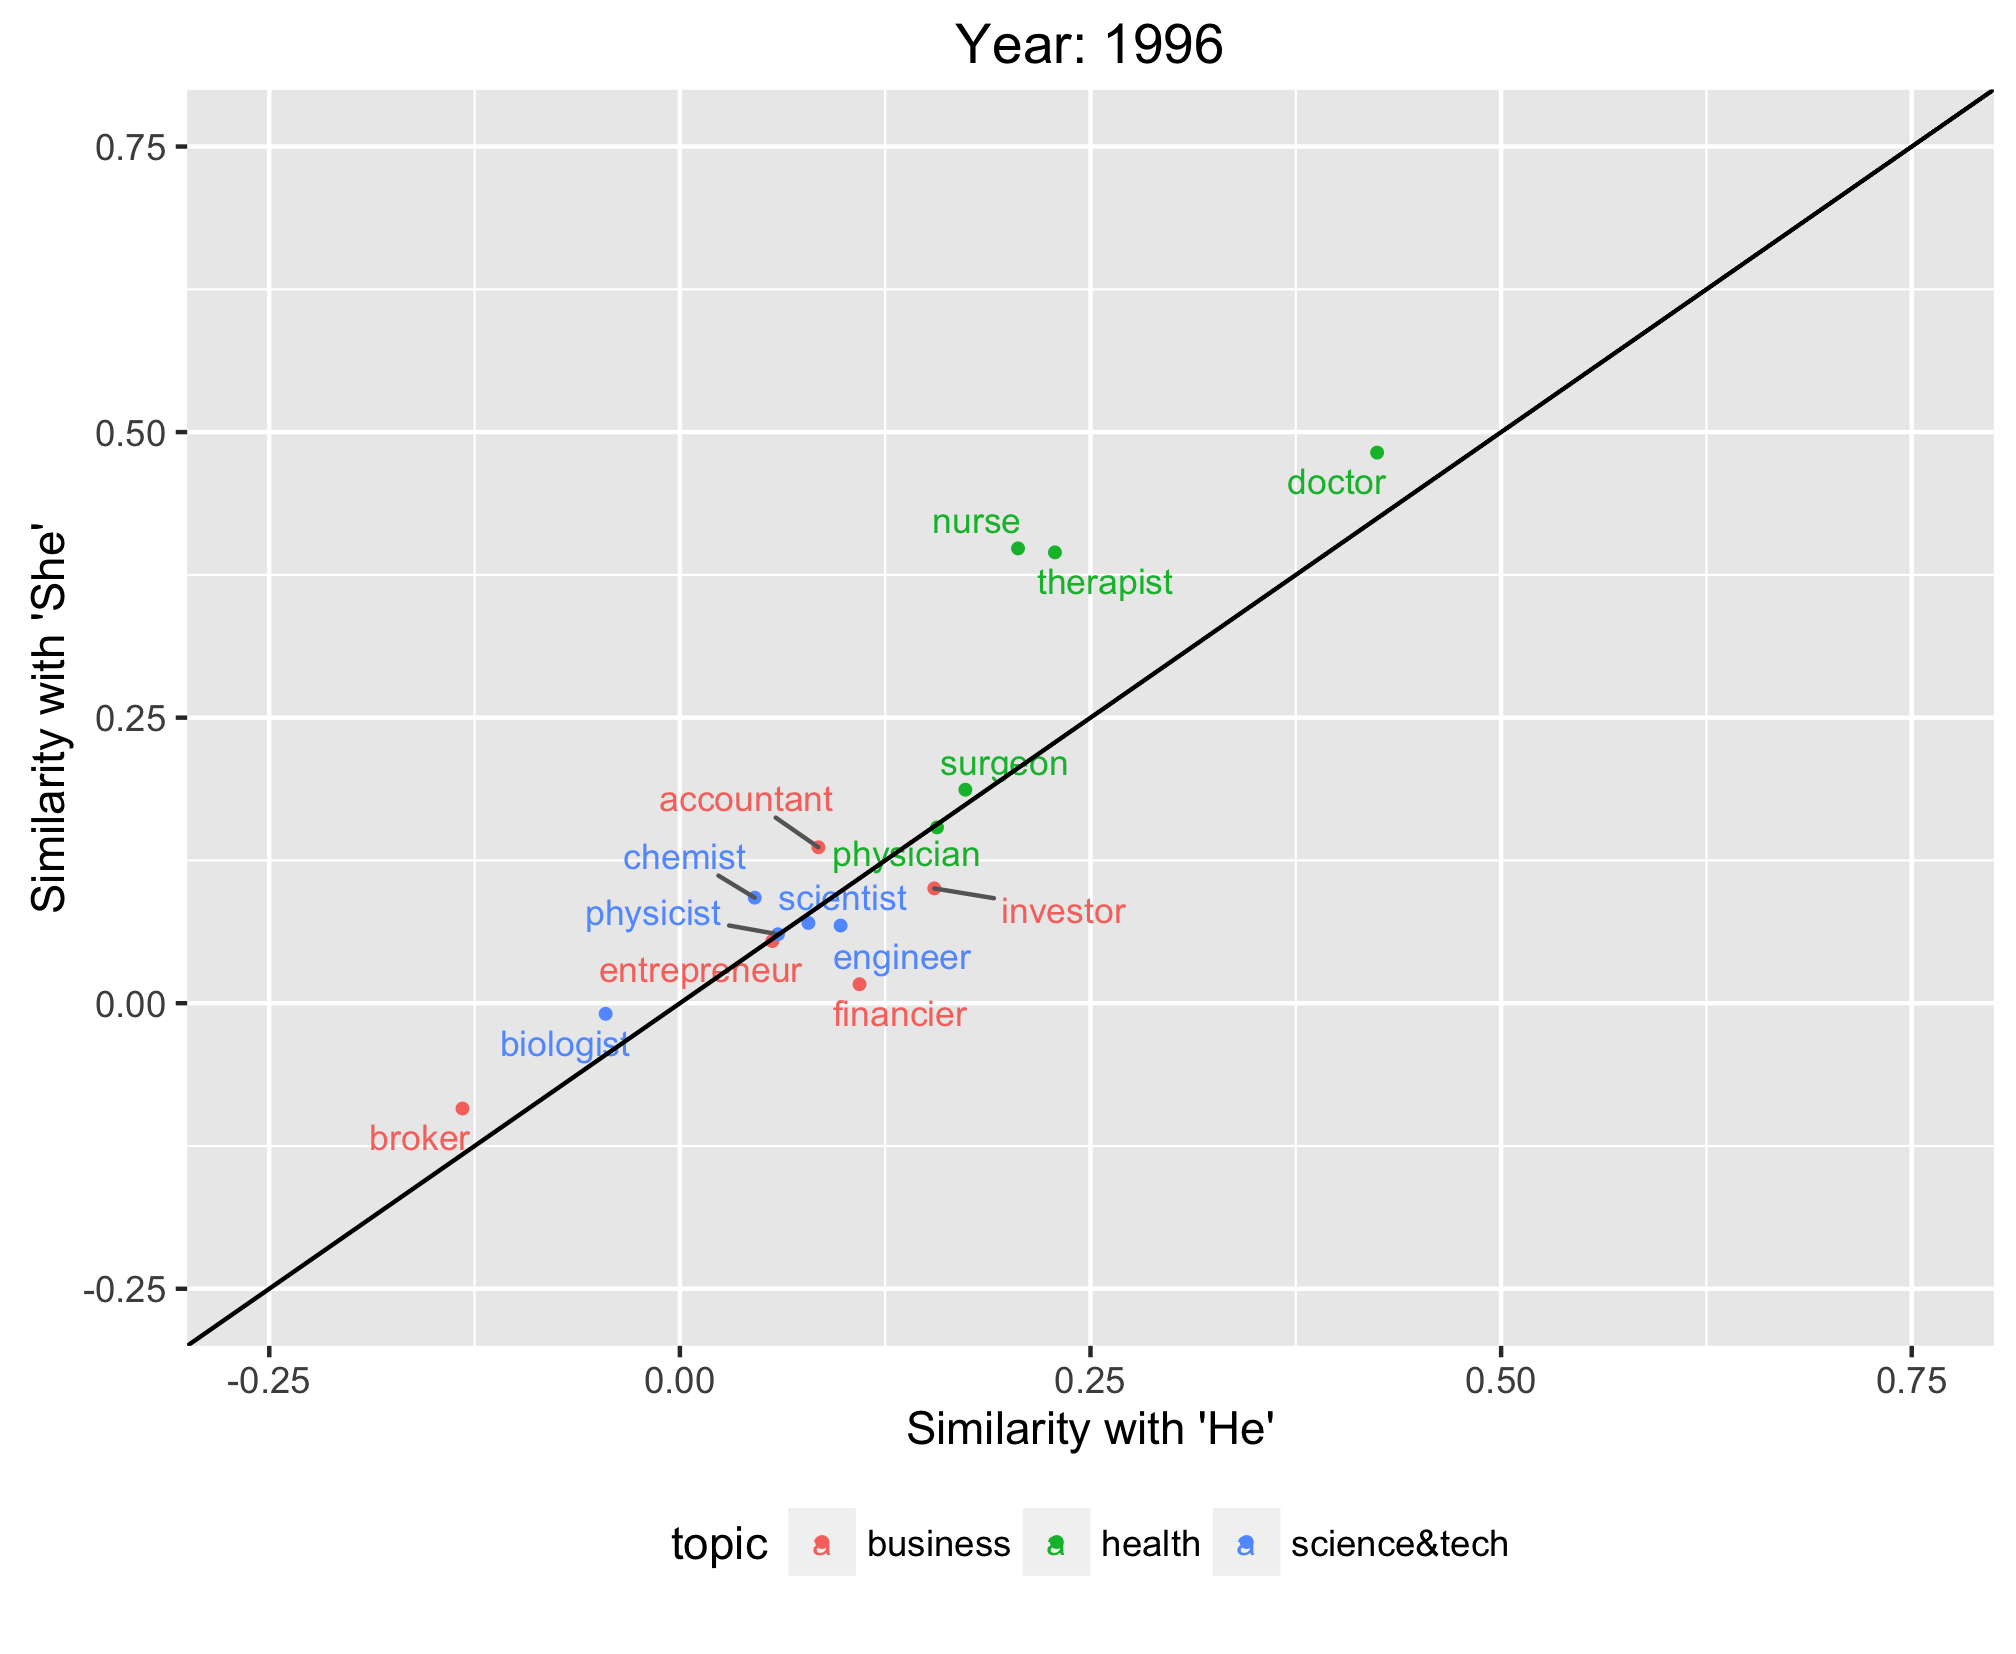 Year: 1996
Similarity with 'She'
0.75
0.50
0.25
0.00
-0.25
doctor
nurse
therapist
surgeon
accountant
physician
chemist
scientist
physicist
investor
engineer
entrepreneur
financier
biologist
broker
-0.25 0.00 0.25 0.50 0.75
Similarity with 'He'
topic a business a health a science&tech